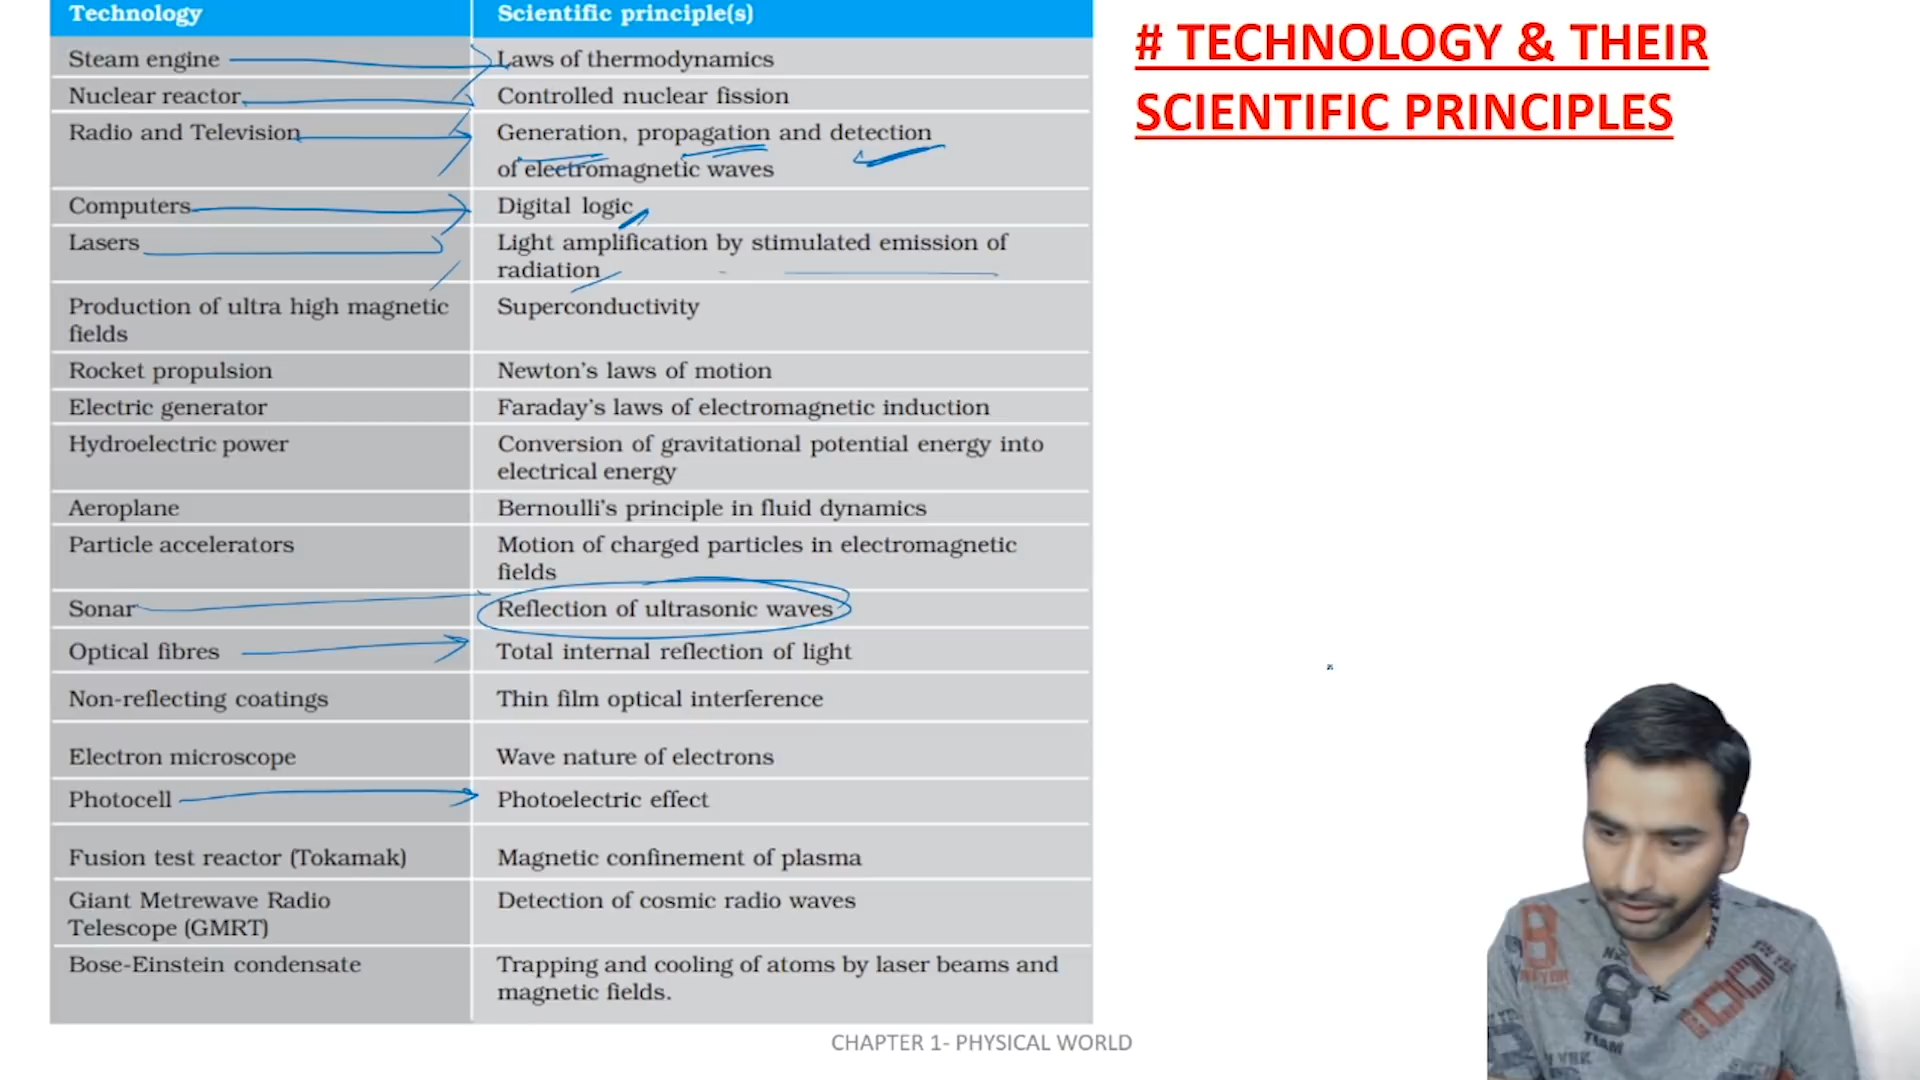 Technology Scientific principle(s)
Steam engine Laws of thermodynamics
Nuclear reactor Controlled nuclear fission
Radio and Television Generation, propagation and detection
of electromagnetic waves
Computers Digital logic
Lasers Light amplification by stimulated emission of
radiation
Production of ultra high magnetic Superconductivity
fields
Rocket propulsion Newton's laws of motion
Electric generator Faraday's laws of electromagnetic induction
Hydroelectric power Conversion of gravitational potential energy into
electrical energy
Aeroplane Bernoulli's principle in fluid dynamics
Particle accelerators Motion of charged particles in electromagnetic
fields
Sonar Reflection of ultrasonic waves
Optical fibres Total internal reflection of light
Non-reflecting coatings Thin film optical interference
Electron microscope Wave nature of electrons
Photocell Photoelectric effect
Fusion test reactor (Tokamak) Magnetic confinement of plasma
Giant Metrewave Radio Detection of cosmic radio waves
Telescope (GMRT)
Bose-Einstein condensate Trapping and cooling of atoms by laser beams and
magnetic fields.
# TECHNOLOGY & THEIR
SCIENTIFIC PRINCIPLES
CHAPTER 1- PHYSICAL WORLD
8